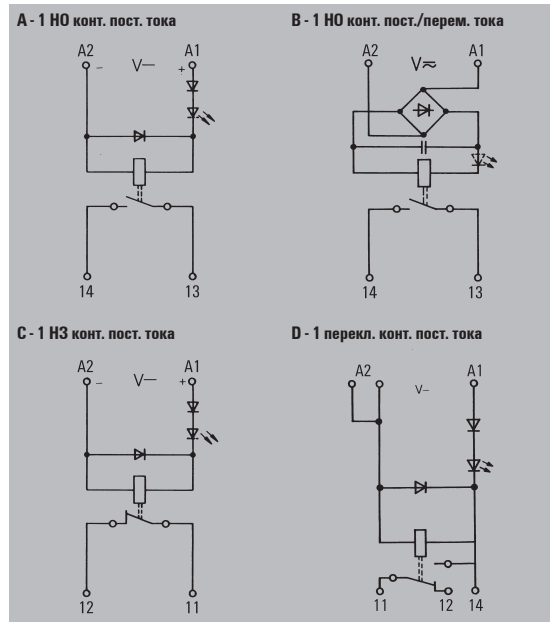 A - 1 НО конт. пост. тока
A2 – V– + A1
14 13
B - 1 НО конт. пост./перем. тока
A2 V≂ A1
14 13
C - 1 НЗ конт. пост. тока
A2 – V– + A1
12 11
D - 1 перекл. конт. пост. тока
A2 V– A1
11 12 14